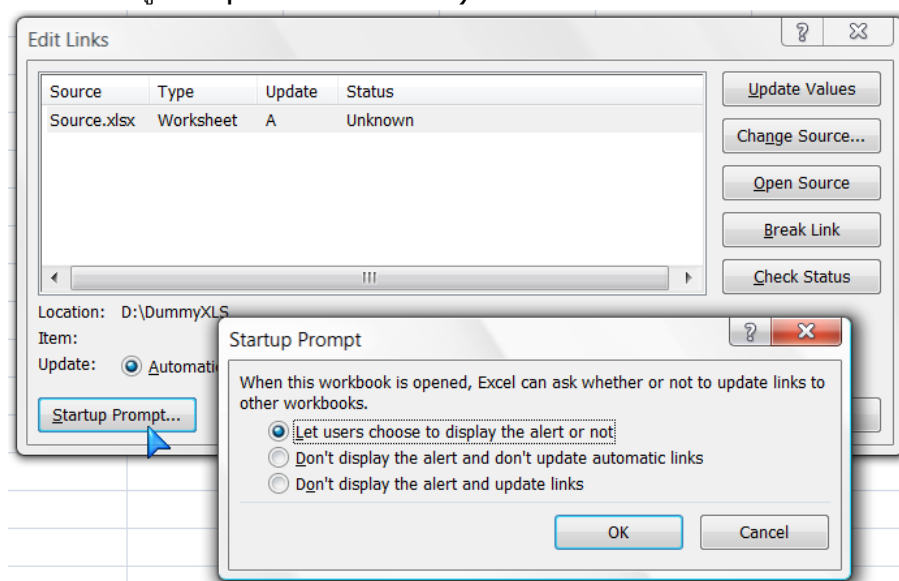 Edit Links
Source Type Update Status
Source.xlsx Worksheet A Unknown
Update Values
Change Source...
Open Source
Break Link
Check Status
Location: D:\DummyXLS
Item:
Update: Automati
Startup Prompt...
Startup Prompt
When this workbook is opened, Excel can ask whether or not to update links to
other workbooks.
Let users choose to display the alert or not
Don't display the alert and don't update automatic links
Don't display the alert and update links
OK Cancel